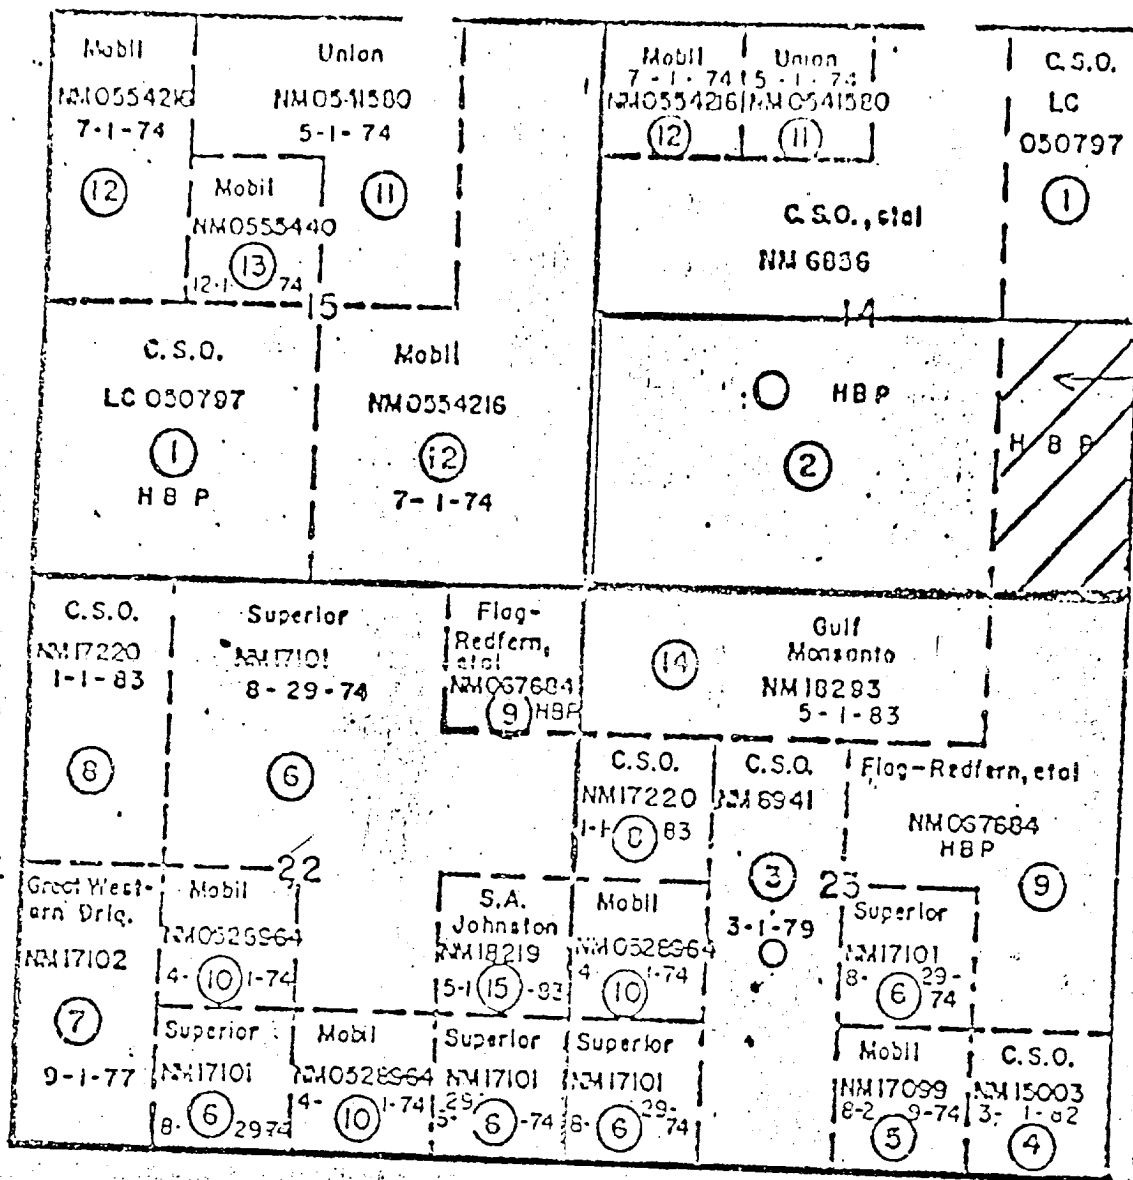 Mobil
NM0554216
7-1-74
12
Union
NM0541580
5-1-74
11
Mobil
NM0555440
13
12-1- 74
15
C.S.O.
LC 050797
1
HBP
Mobil
NM0554216
12
7-1-74
Mobil
7-1-74
NM0554216
12
Union
5-1-74
NM0541580
11
C.S.O., etal
NM 6836
14
C.S.O.
LC
050797
1
HBP
2
HBP
C.S.O.
NM17220
1-1-83
8
Superior
NM17101
8-29-74
6
Flag-
Redfern,
etal
NM067684
9 HBP
14
Gulf
Monsanto
NM18293
5-1-83
C.S.O.
NM17220
1-1- 83
8
C.S.O.
NM6941
3
3-1-79
Flag-Redfern, etal
NM067684
HBP
9
22
23
Great West-
ern Drlg.
NM17102
7
9-1-77
Mobil
NM0528964
4- 10 1-74
S.A.
Johnston
NM18219
5-1 15 -83
Mobil
NM0528964
4 10 1-74
Superior
NM17101
8- 29-
6 74
Superior
NM17101
8- 6 2974
Mobil
NM0528964
4- 1-74
10
Superior
NM17101
29-
6 -74
Superior
NM17101
29-
8- 6 74
Mobil
NM17099
8-2 9-74
5
C.S.O.
NM15003
3- 1-82
4